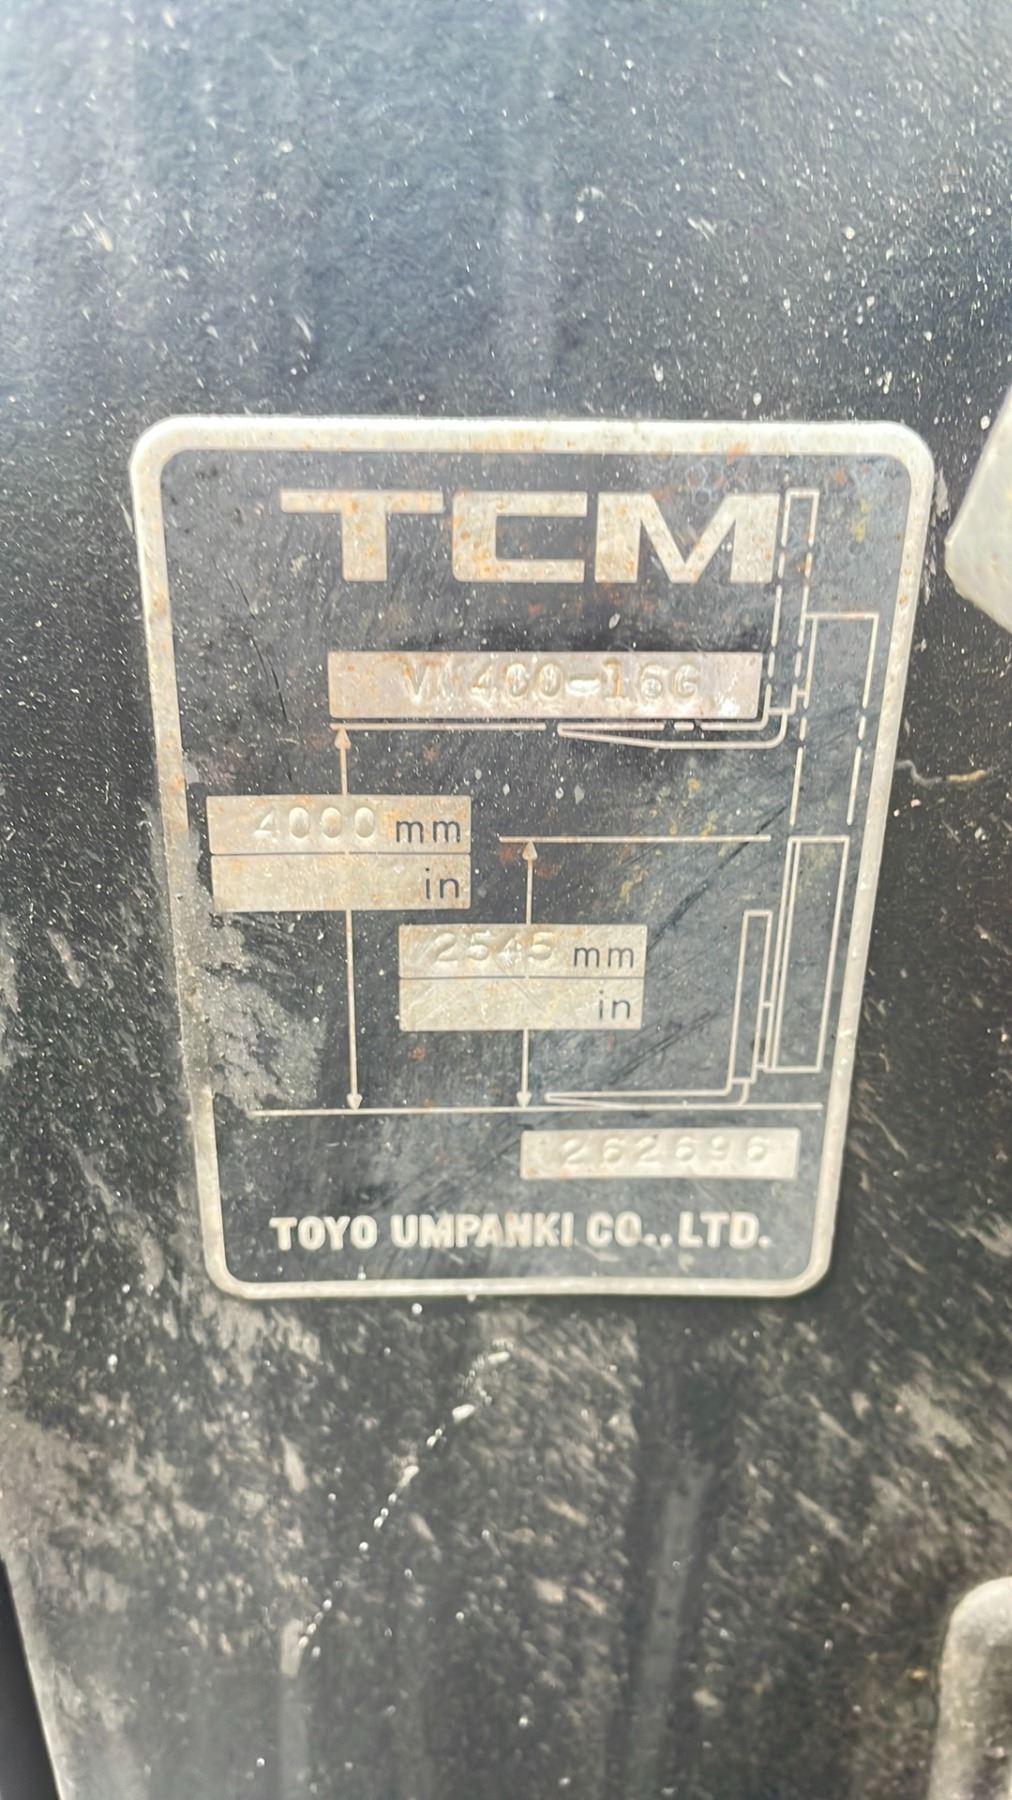 TCM
VM400-16G
4000 mm
in
2545 mm
in
262696
TOYO UMPANKI CO., LTD.